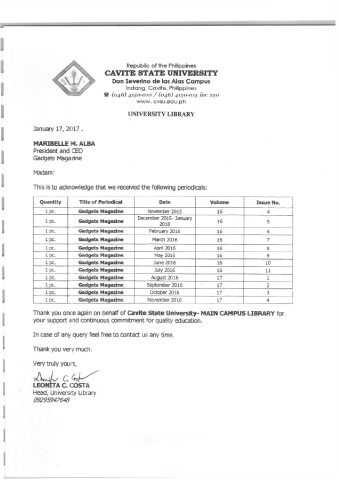 Republic of the Philippines
CAVITE STATE UNIVERSITY
Don Severino de las Alas Campus
Indang, Cavite, Philippines
☎ (046) 4150-010 / (046) 4150-013 loc 250
www.cvsu.edu.ph
UNIVERSITY LIBRARY
January 17, 2017 .
MARIBELLE M. ALBA
President and CEO
Gadgets Magazine
Madam:
This is to acknowledge that we received the following periodicals:
Quantity Title of Periodical Date Volume Issue No.
1 pc. Gadgets Magazine November 2015 16 4
1 pc. Gadgets Magazine December 2015- January 2016 16 5
1 pc. Gadgets Magazine February 2016 16 6
1 pc. Gadgets Magazine March 2016 16 7
1 pc. Gadgets Magazine April 2016 16 8
1 pc. Gadgets Magazine May 2016 16 9
1 pc. Gadgets Magazine June 2016 16 10
1 pc. Gadgets Magazine July 2016 16 11
1 pc. Gadgets Magazine August 2016 17 1
1 pc. Gadgets Magazine September 2016 17 2
1 pc. Gadgets Magazine October 2016 17 3
1 pc. Gadgets Magazine November 2016 17 4
Thank you once again on behalf of Cavite State University- MAIN CAMPUS LIBRARY for
your support and continuous commitment for quality education.
In case of any query feel free to contact us any time.
Thank you very much.
Very truly yours,
LEONITA C. COSTA
Head, University Library
09295947648